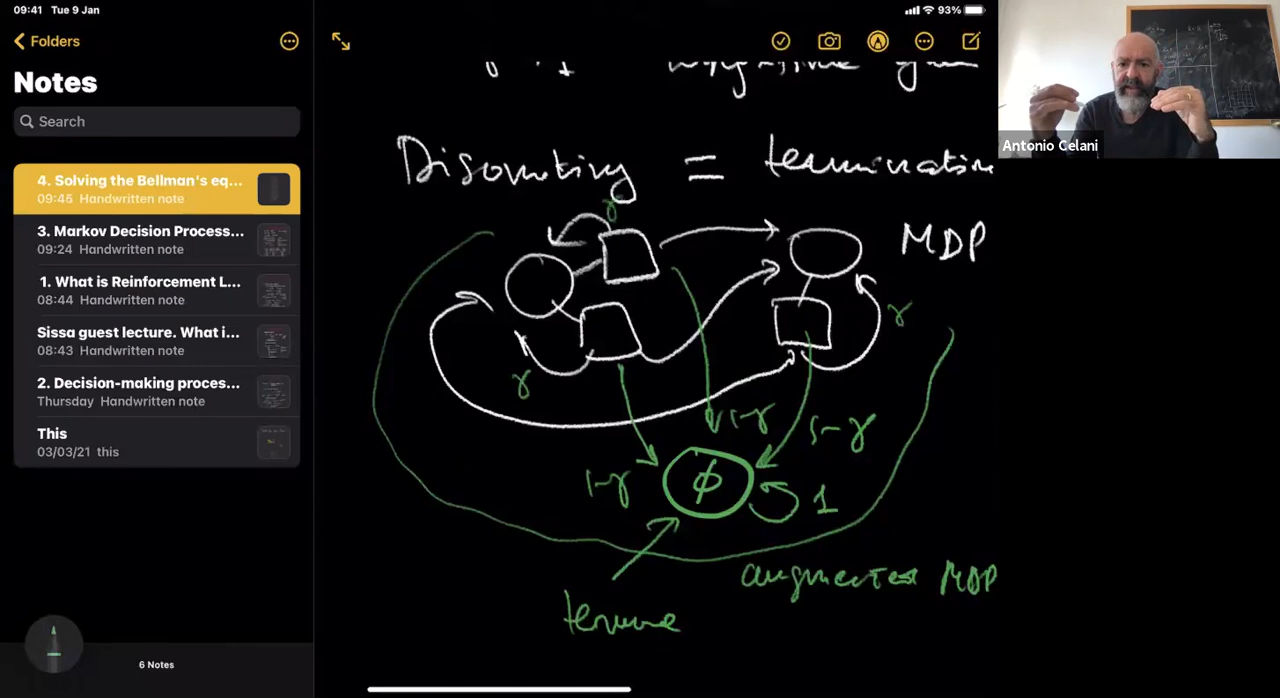 09:41 Tue 9 Jan
93%
Folders
Notes
Search
4. Solving the Bellman's eq...
09:45 Handwritten note
3. Markov Decision Process...
09:24 Handwritten note
1. What is Reinforcement L...
08:44 Handwritten note
Sissa guest lecture. What i...
08:43 Handwritten note
2. Decision-making proces...
Thursday Handwritten note
This
03/03/21 this
6 Notes
Antonio Celani
Discounting = termination
γ
MDP
γ
γ
1-γ
1-γ
1-γ
ϕ
1
augmented MDP